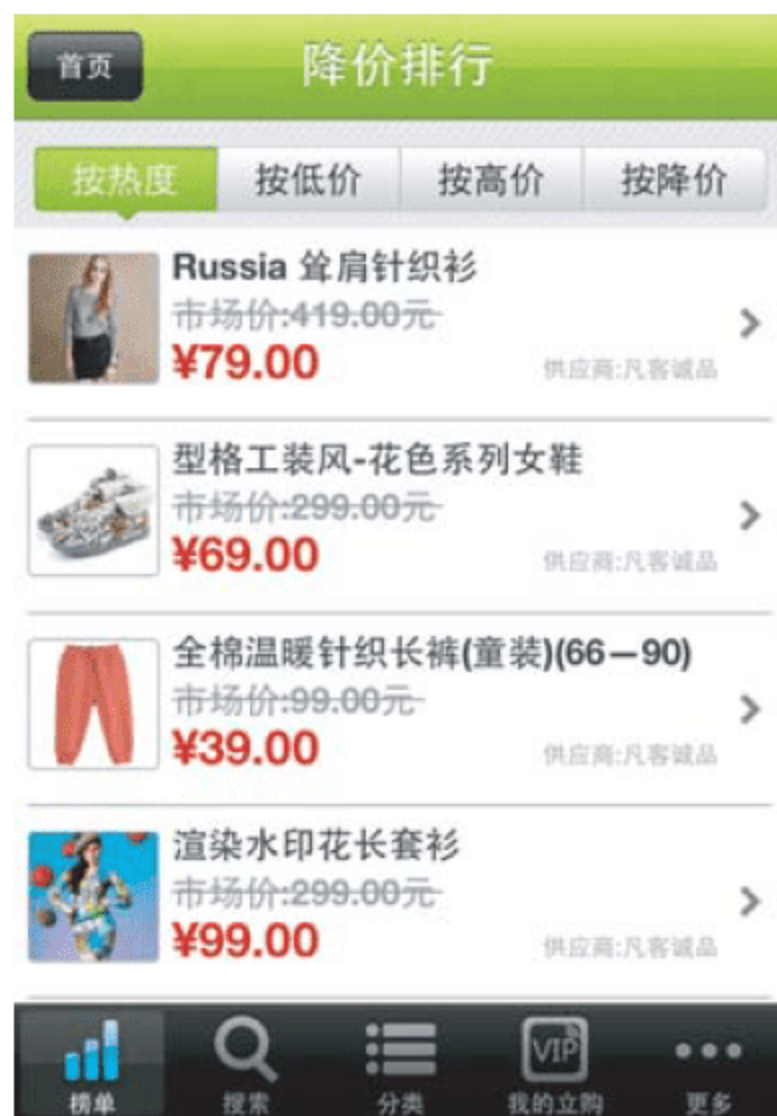 首页
降价排行
按热度
按低价
按高价
按降价
Russia 耸肩针织衫
市场价:419.00元
¥79.00
供应商:凡客诚品
型格工装风-花色系列女鞋
市场价:299.00元
¥69.00
供应商:凡客诚品
全棉温暖针织长裤(童装)(66—90)
市场价:99.00元
¥39.00
供应商:凡客诚品
渲染水印花长套衫
市场价:299.00元
¥99.00
供应商:凡客诚品
VIP
榜单
搜索
分类
我的立购
更多